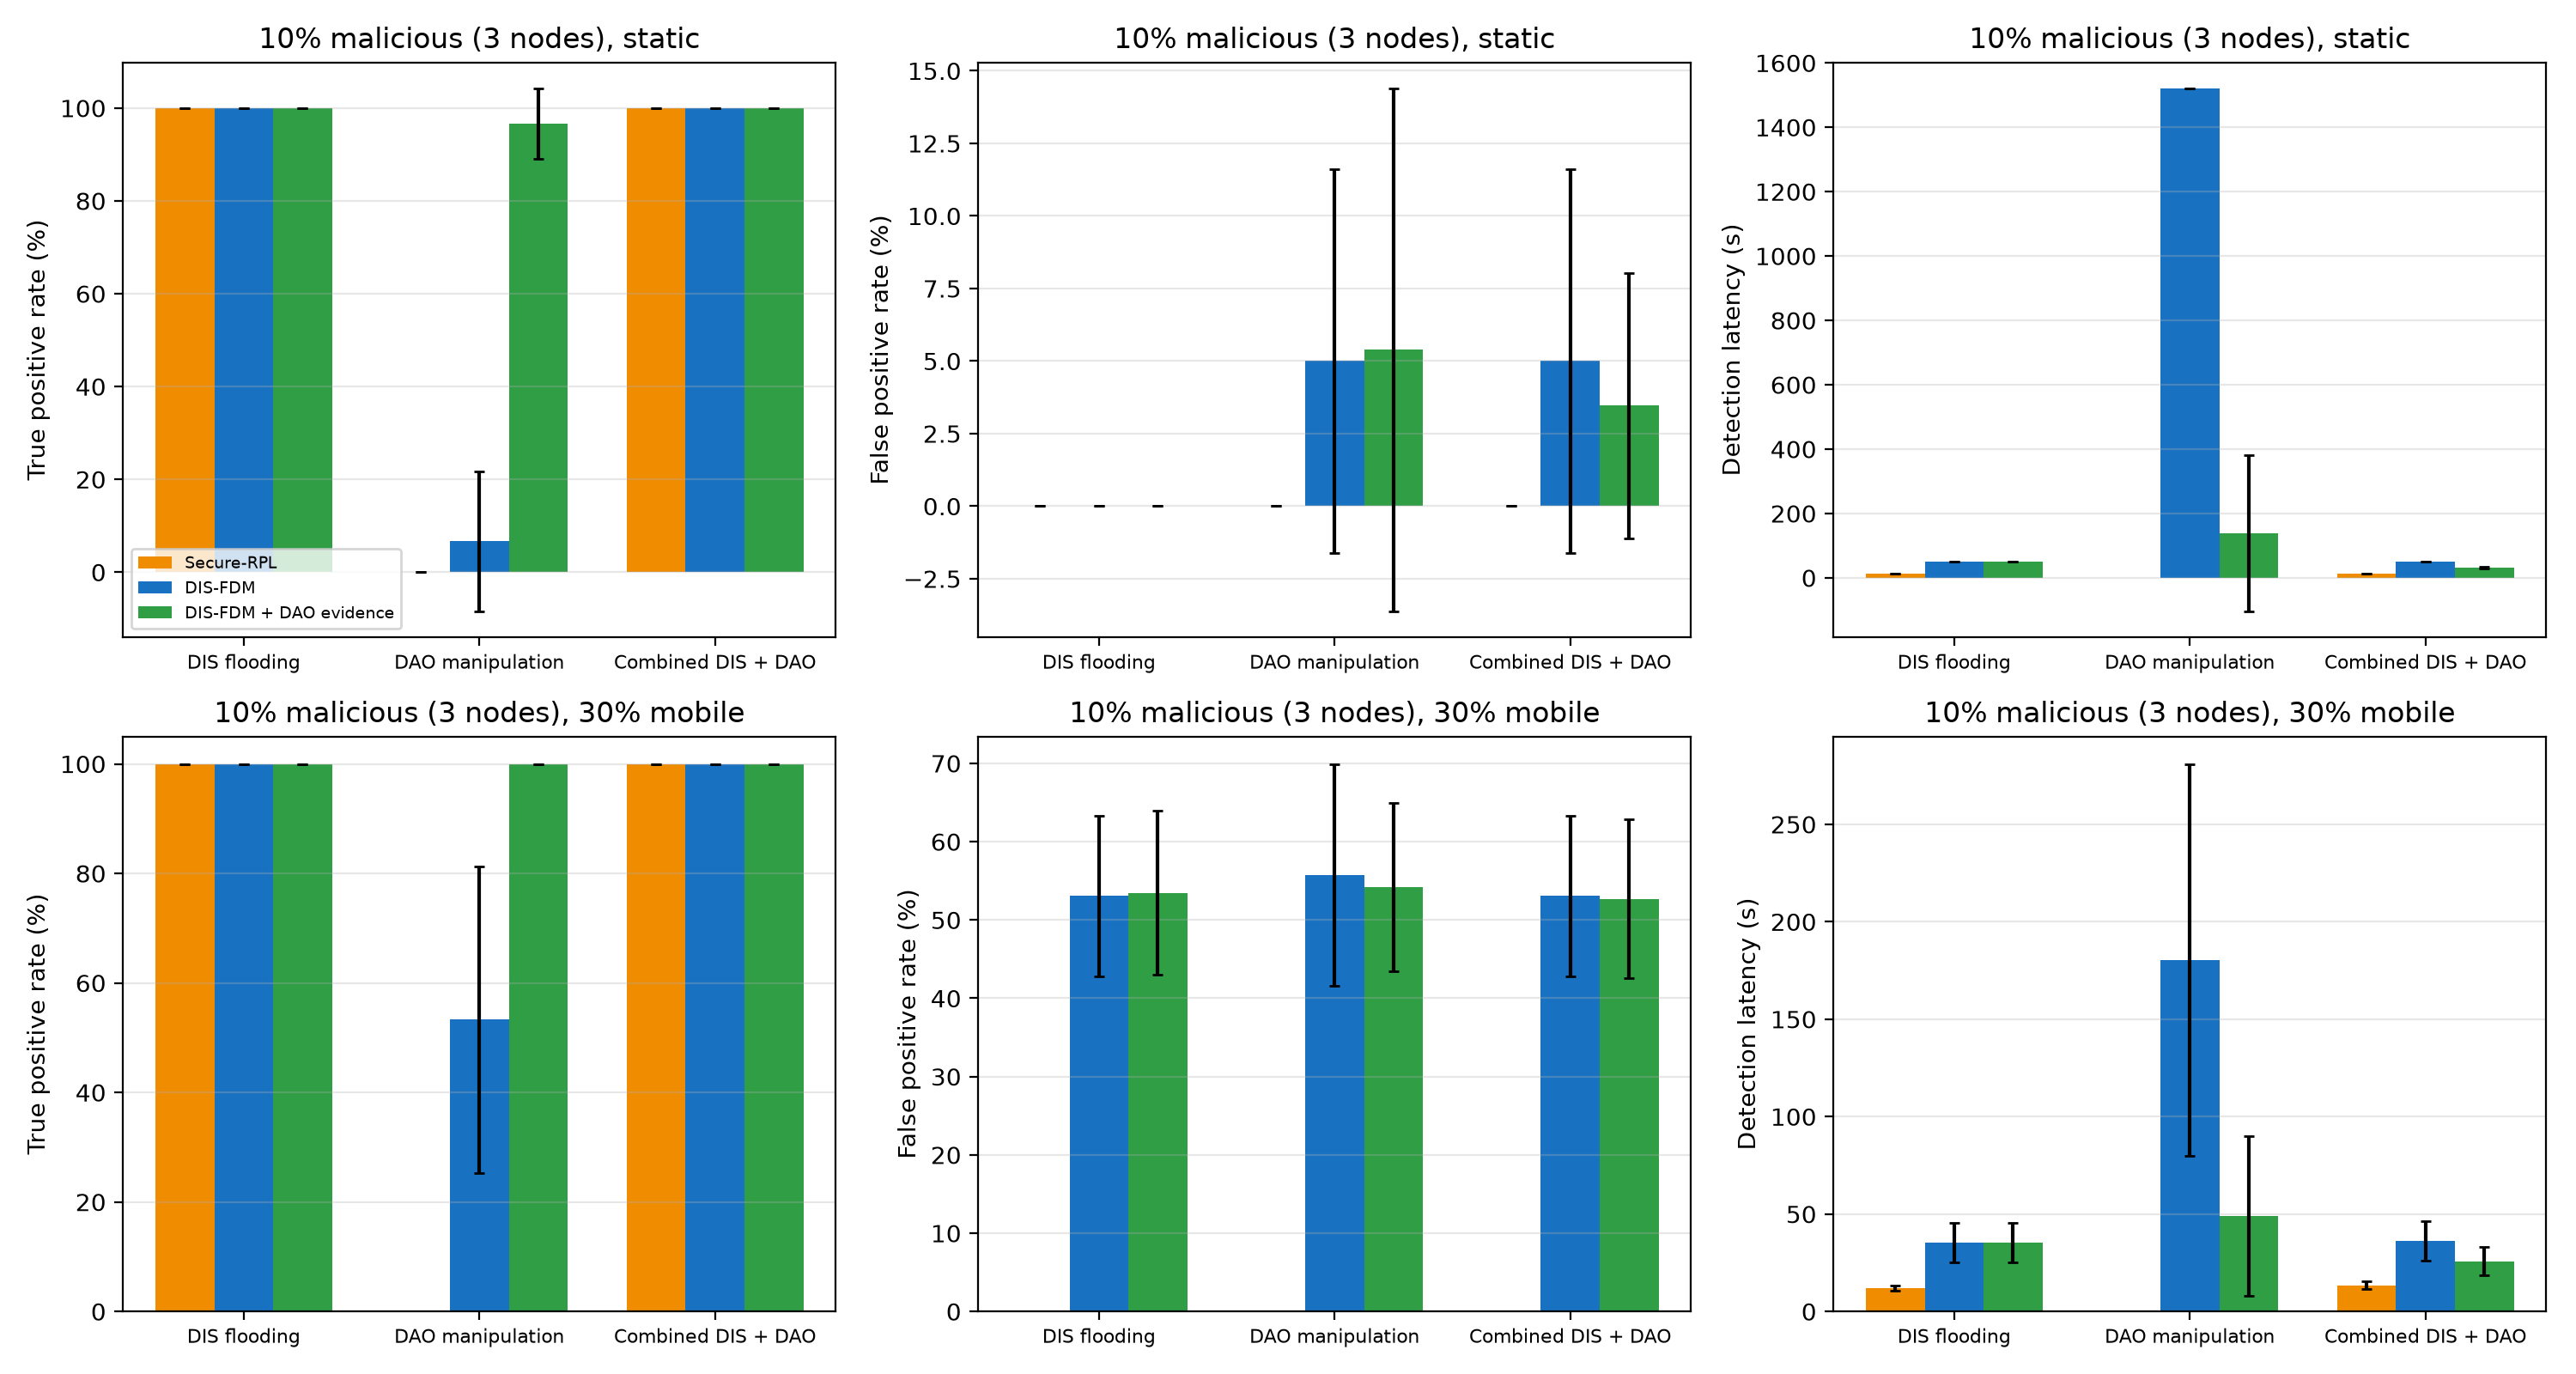 10% malicious (3 nodes), static
True positive rate (%)
100
80
60
40
20
0
Secure-RPL
DIS-FDM
DIS-FDM + DAO evidence
DIS flooding
DAO manipulation
Combined DIS + DAO
10% malicious (3 nodes), static
False positive rate (%)
15.0
12.5
10.0
7.5
5.0
2.5
0.0
−2.5
DIS flooding
DAO manipulation
Combined DIS + DAO
10% malicious (3 nodes), static
Detection latency (s)
1600
1400
1200
1000
800
600
400
200
0
DIS flooding
DAO manipulation
Combined DIS + DAO
10% malicious (3 nodes), 30% mobile
True positive rate (%)
100
80
60
40
20
0
DIS flooding
DAO manipulation
Combined DIS + DAO
10% malicious (3 nodes), 30% mobile
False positive rate (%)
70
60
50
40
30
20
10
0
DIS flooding
DAO manipulation
Combined DIS + DAO
10% malicious (3 nodes), 30% mobile
Detection latency (s)
250
200
150
100
50
0
DIS flooding
DAO manipulation
Combined DIS + DAO